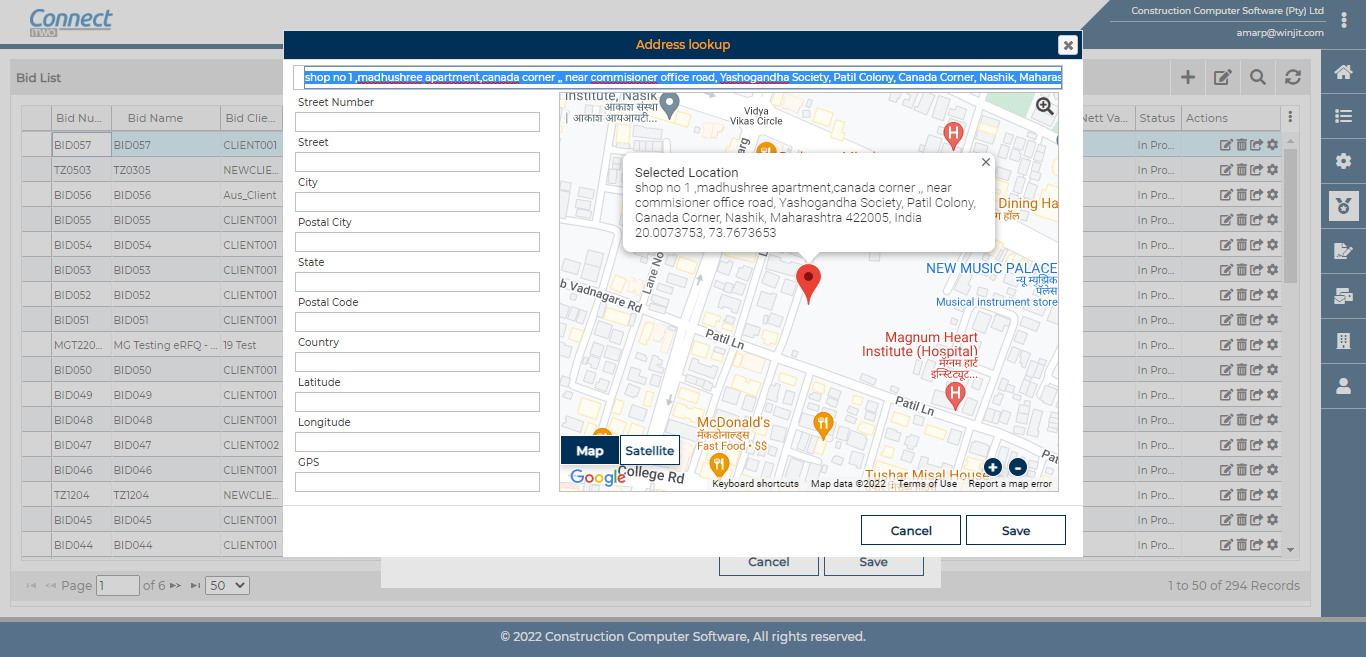 Connect
iTWO
Construction Computer Software (Pty) Ltd
amarp@winjit.com
Address lookup
Bid List
shop no 1 ,madhushree apartment,canada corner ,, near commisioner office road, Yashogandha Society, Patil Colony, Canada Corner, Nashik, Maharas
Street Number
Street
City
Postal City
State
Postal Code
Country
Latitude
Longitude
GPS
Institute, Nasik
आकाश संस्था
| आकाश आयआयटी...
Vidya
Vikas Circle
Selected Location
shop no 1 ,madhushree apartment,canada corner ,, near
commisioner office road, Yashogandha Society, Patil Colony,
Canada Corner, Nashik, Maharashtra 422005, India
20.0073753, 73.7673653
Dining Ha
ग हॉल
Lane No
b Vadnagare Rd
NEW MUSIC PALACE
न्यू म्युझिक
पॅलेस
Musical instrument store
Patil Ln
Magnum Heart
Institute (Hospital)
मॅग्नम हार्ट
इन्स्टिट्यूट...
Patil Ln
McDonald's
मॅकडोनाल्ड्स
Fast Food • $$
Pa
Tushar Misal House
College Rd
Map Satellite
Google
Keyboard shortcuts Map data ©2022 Terms of Use Report a map error
Cancel Save
Bid Nu... Bid Name Bid Clie... Nett Va... Status Actions
BID057 BID057 CLIENT001 In Pro...
TZ0503 TZ0305 NEWCLIE... In Pro...
BID056 BID056 Aus_Client In Pro...
BID055 BID055 CLIENT001 In Pro...
BID054 BID054 CLIENT001 In Pro...
BID053 BID053 CLIENT001 In Pro...
BID052 BID052 CLIENT001 In Pro...
BID051 BID051 CLIENT001 In Pro...
MGT220... MG Testing eRFQ - ... 19 Test In Pro...
BID050 BID050 CLIENT001 In Pro...
BID049 BID049 CLIENT001 In Pro...
BID048 BID048 CLIENT001 In Pro...
BID047 BID047 CLIENT002 In Pro...
BID046 BID046 CLIENT001 In Pro...
TZ1204 TZ1204 NEWCLIE... In Pro...
BID045 BID045 CLIENT001 In Pro...
BID044 BID044 CLIENT001 In Pro...
Cancel Save
Page 1 of 6 50 1 to 50 of 294 Records
© 2022 Construction Computer Software, All rights reserved.